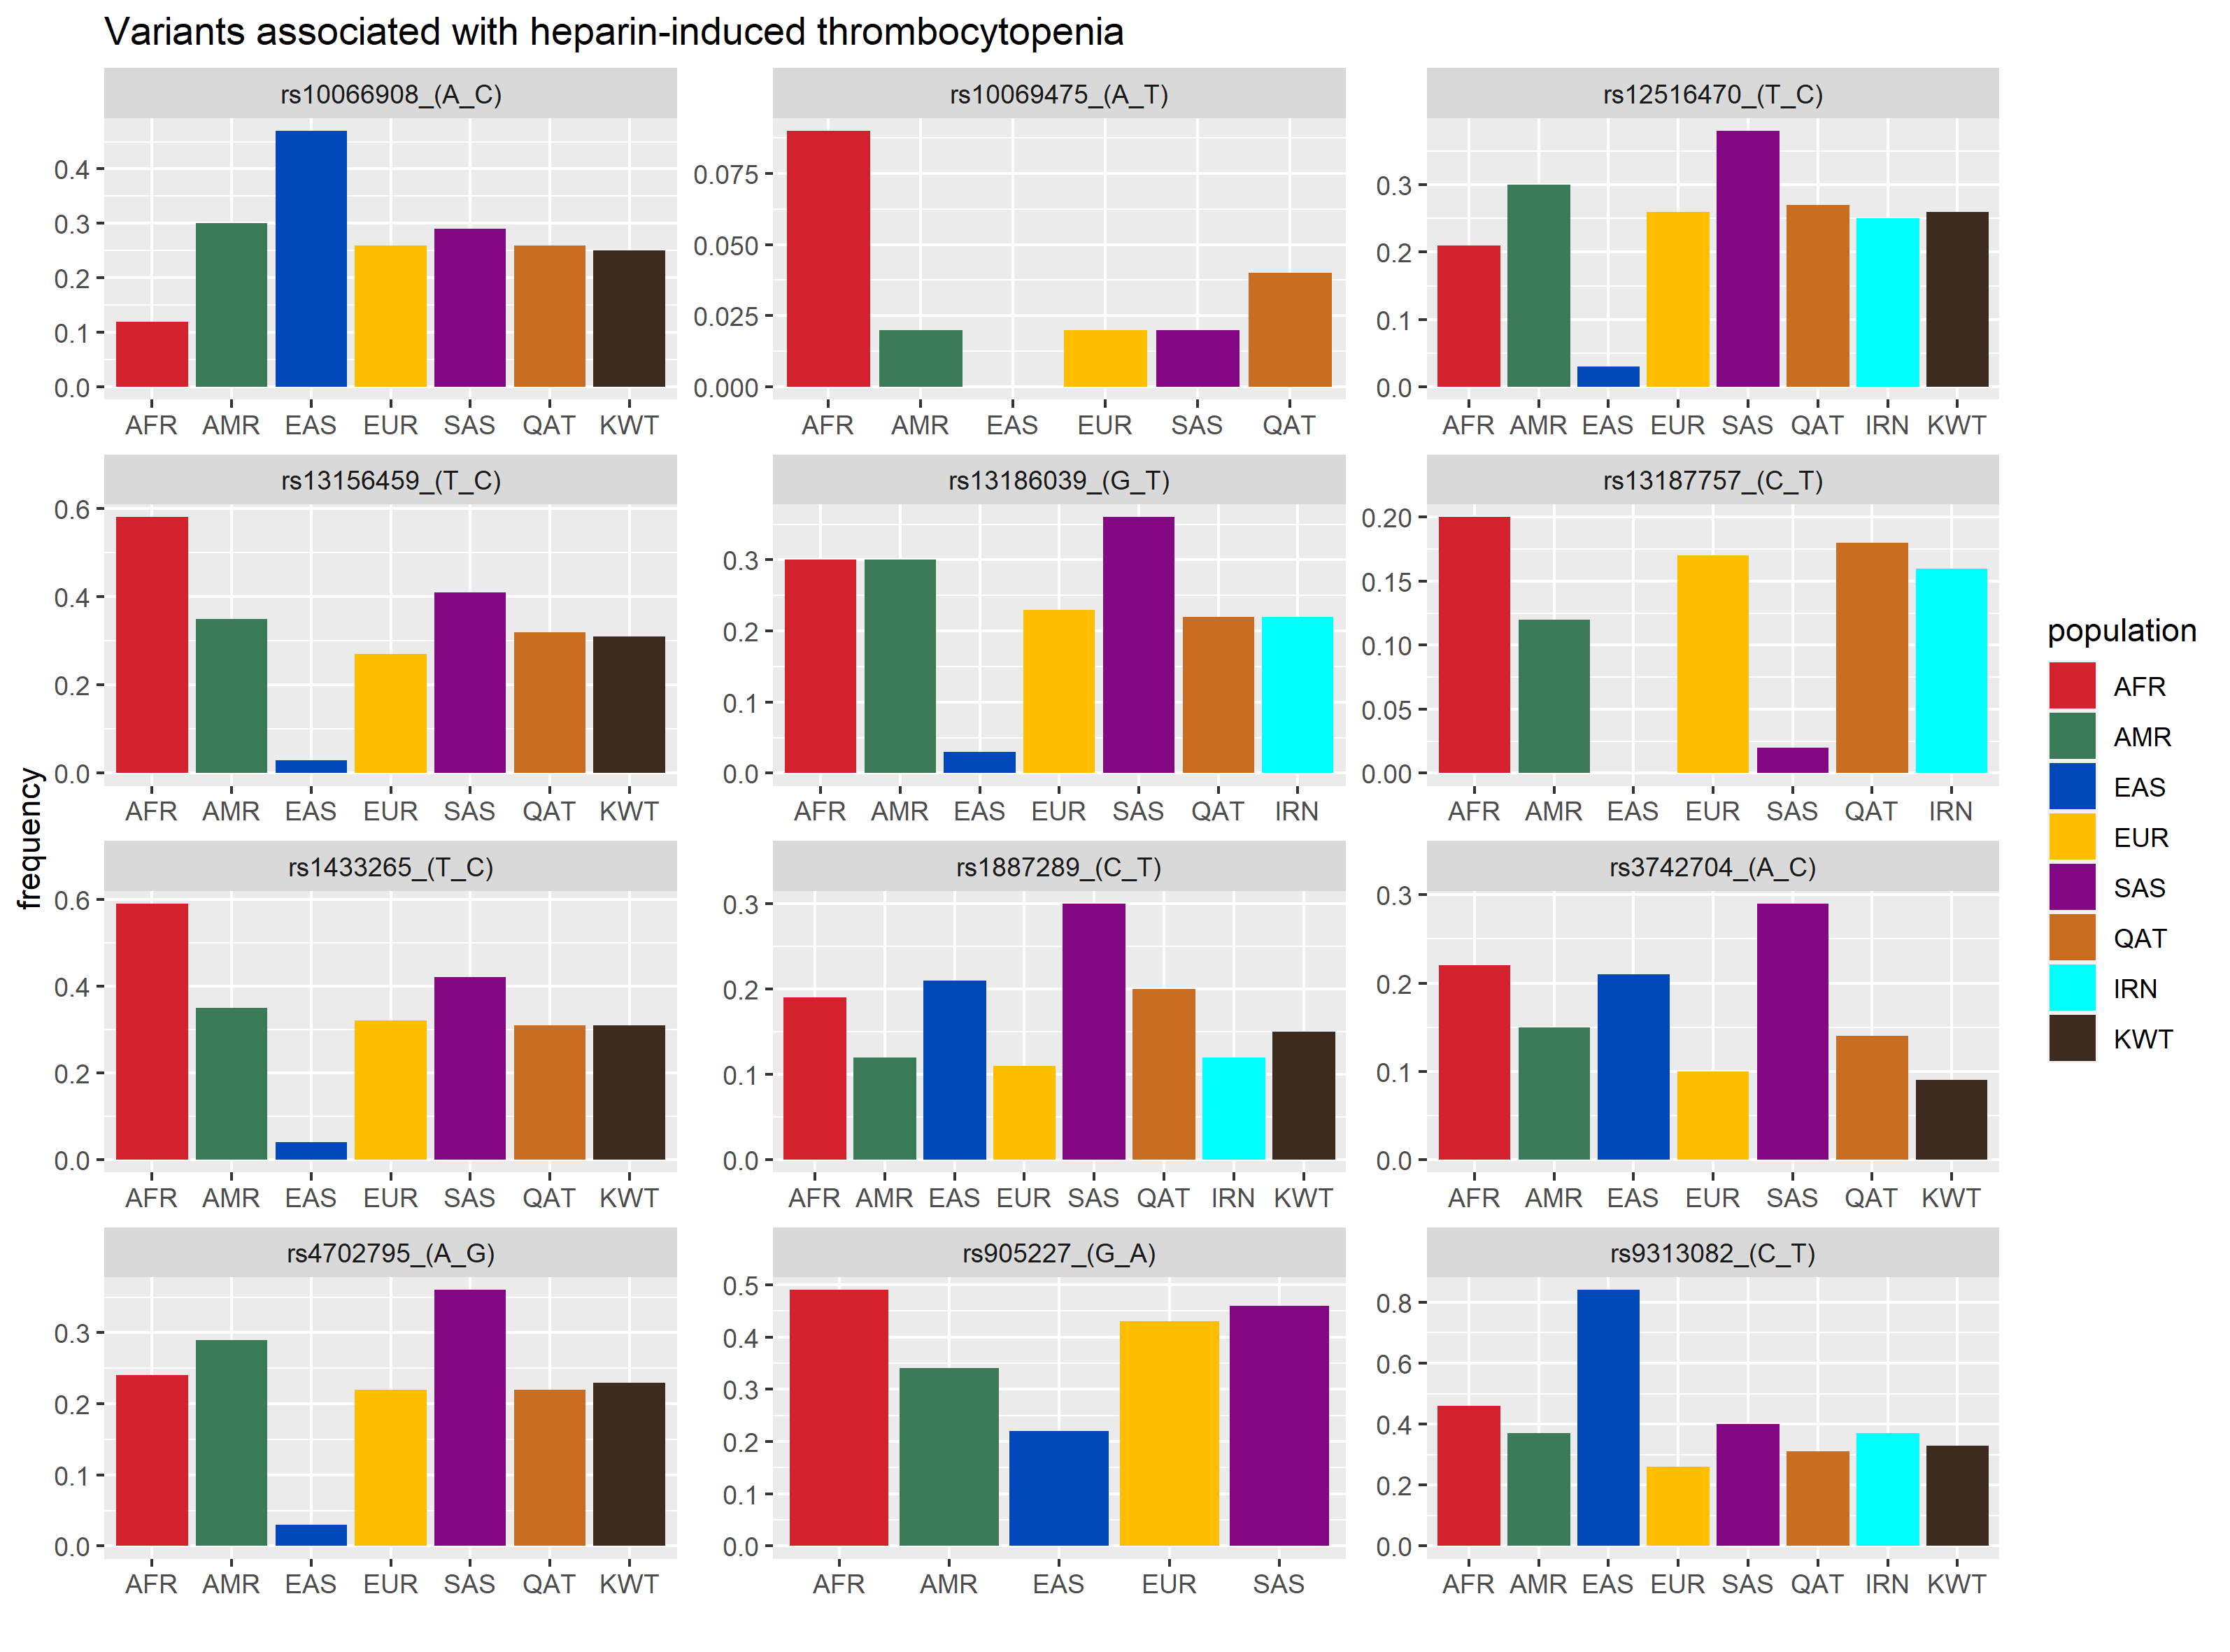 Variants associated with heparin-induced thrombocytopenia
rs10066908_(A_C)
0.4
0.3
0.2
0.1
0.0
AFR AMR EAS EUR SAS QAT KWT
rs10069475_(A_T)
0.075
0.050
0.025
0.000
AFR AMR EAS EUR SAS QAT
rs12516470_(T_C)
0.3
0.2
0.1
0.0
AFR AMR EAS EUR SAS QAT IRN KWT
rs13156459_(T_C)
0.6
0.4
0.2
0.0
AFR AMR EAS EUR SAS QAT KWT
rs13186039_(G_T)
0.3
0.2
0.1
0.0
AFR AMR EAS EUR SAS QAT IRN
rs13187757_(C_T)
0.20
0.15
0.10
0.05
0.00
AFR AMR EAS EUR SAS QAT IRN
rs1433265_(T_C)
0.6
0.4
0.2
0.0
AFR AMR EAS EUR SAS QAT KWT
rs1887289_(C_T)
0.3
0.2
0.1
0.0
AFR AMR EAS EUR SAS QAT IRN KWT
rs3742704_(A_C)
0.3
0.2
0.1
0.0
AFR AMR EAS EUR SAS QAT KWT
rs4702795_(A_G)
0.3
0.2
0.1
0.0
AFR AMR EAS EUR SAS QAT KWT
rs905227_(G_A)
0.5
0.4
0.3
0.2
0.1
0.0
AFR AMR EAS EUR SAS
rs9313082_(C_T)
0.8
0.6
0.4
0.2
0.0
AFR AMR EAS EUR SAS QAT IRN KWT
frequency
population
AFR
AMR
EAS
EUR
SAS
QAT
IRN
KWT